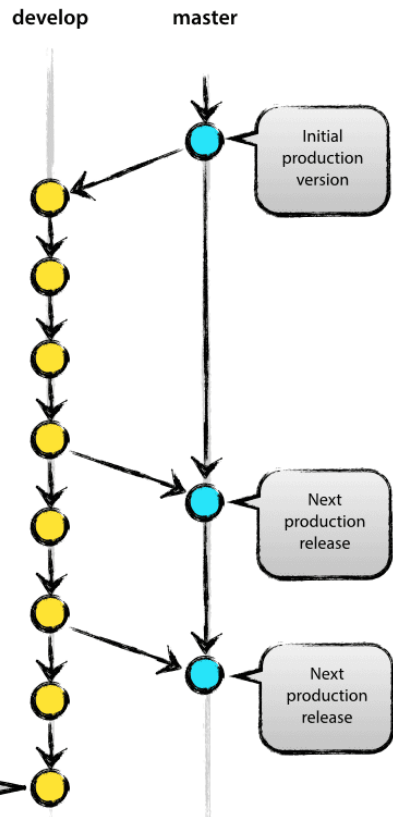 develop
master
Initial
production
version
Next
production
release
Next
production
release